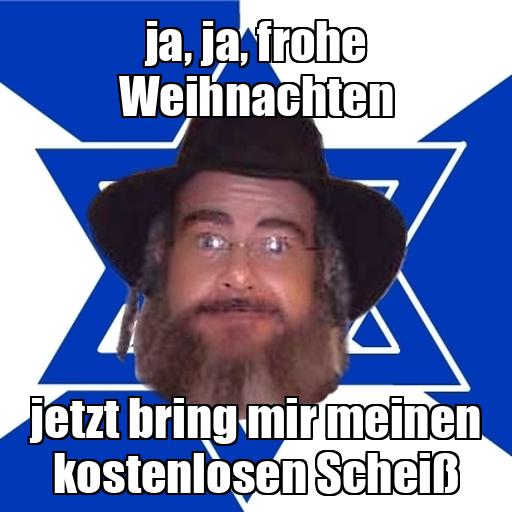 ja, ja, frohe
Weihnachten
jetzt bring mir meinen
kostenlosen Scheiß